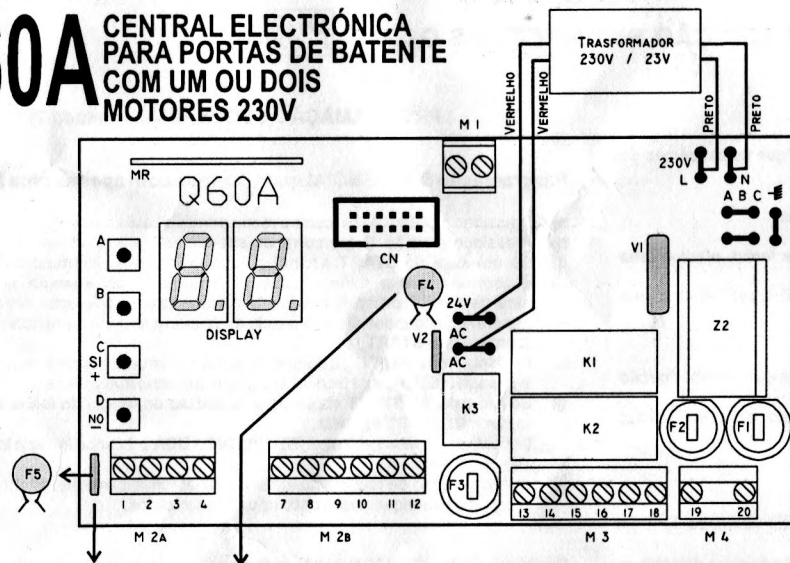 60A
CENTRAL ELECTRÓNICA
PARA PORTAS DE BATENTE
COM UM OU DOIS
MOTORES 230V
TRASFORMADOR
230V / 23V
VERMELHO
VERMELHO
PRETO
PRETO
M 1
MR
Q60A
230V
L
N
A B C
A
B
C
SI
+
D
NO
–
8.8.
DISPLAY
CN
F4
24V
V2
AC
AC
V1
Z2
K1
K2
K3
F2
F1
F3
F5
1 2 3 4
7 8 9 10 11 12
13 14 15 16 17 18
19 20
M 2A
M 2B
M 3
M 4